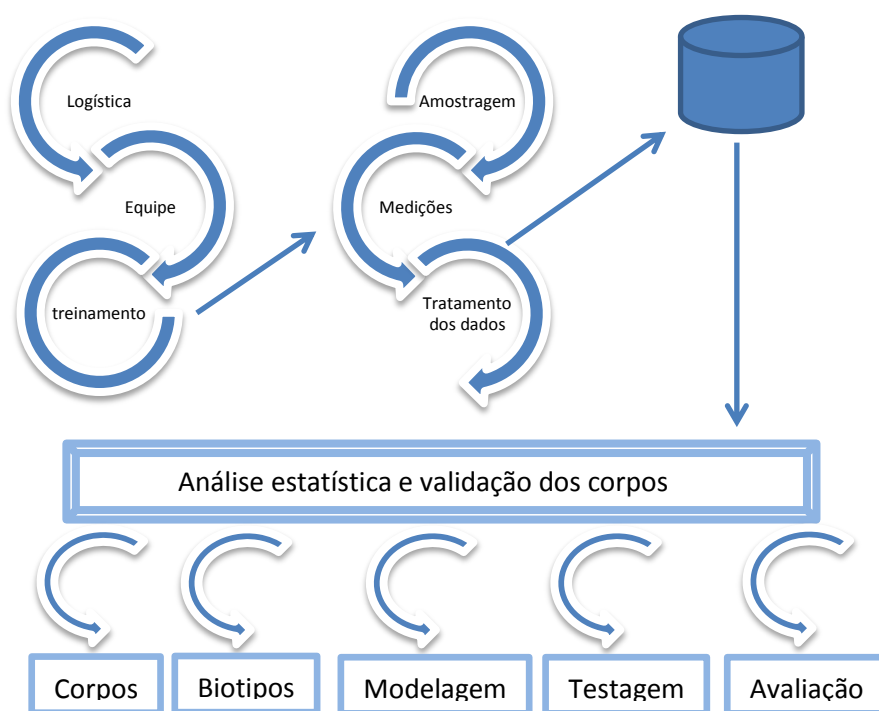 Logística
Equipe
treinamento
Amostragem
Medições
Tratamento
dos dados
Análise estatística e validação dos corpos
Corpos
Biotipos
Modelagem
Testagem
Avaliação